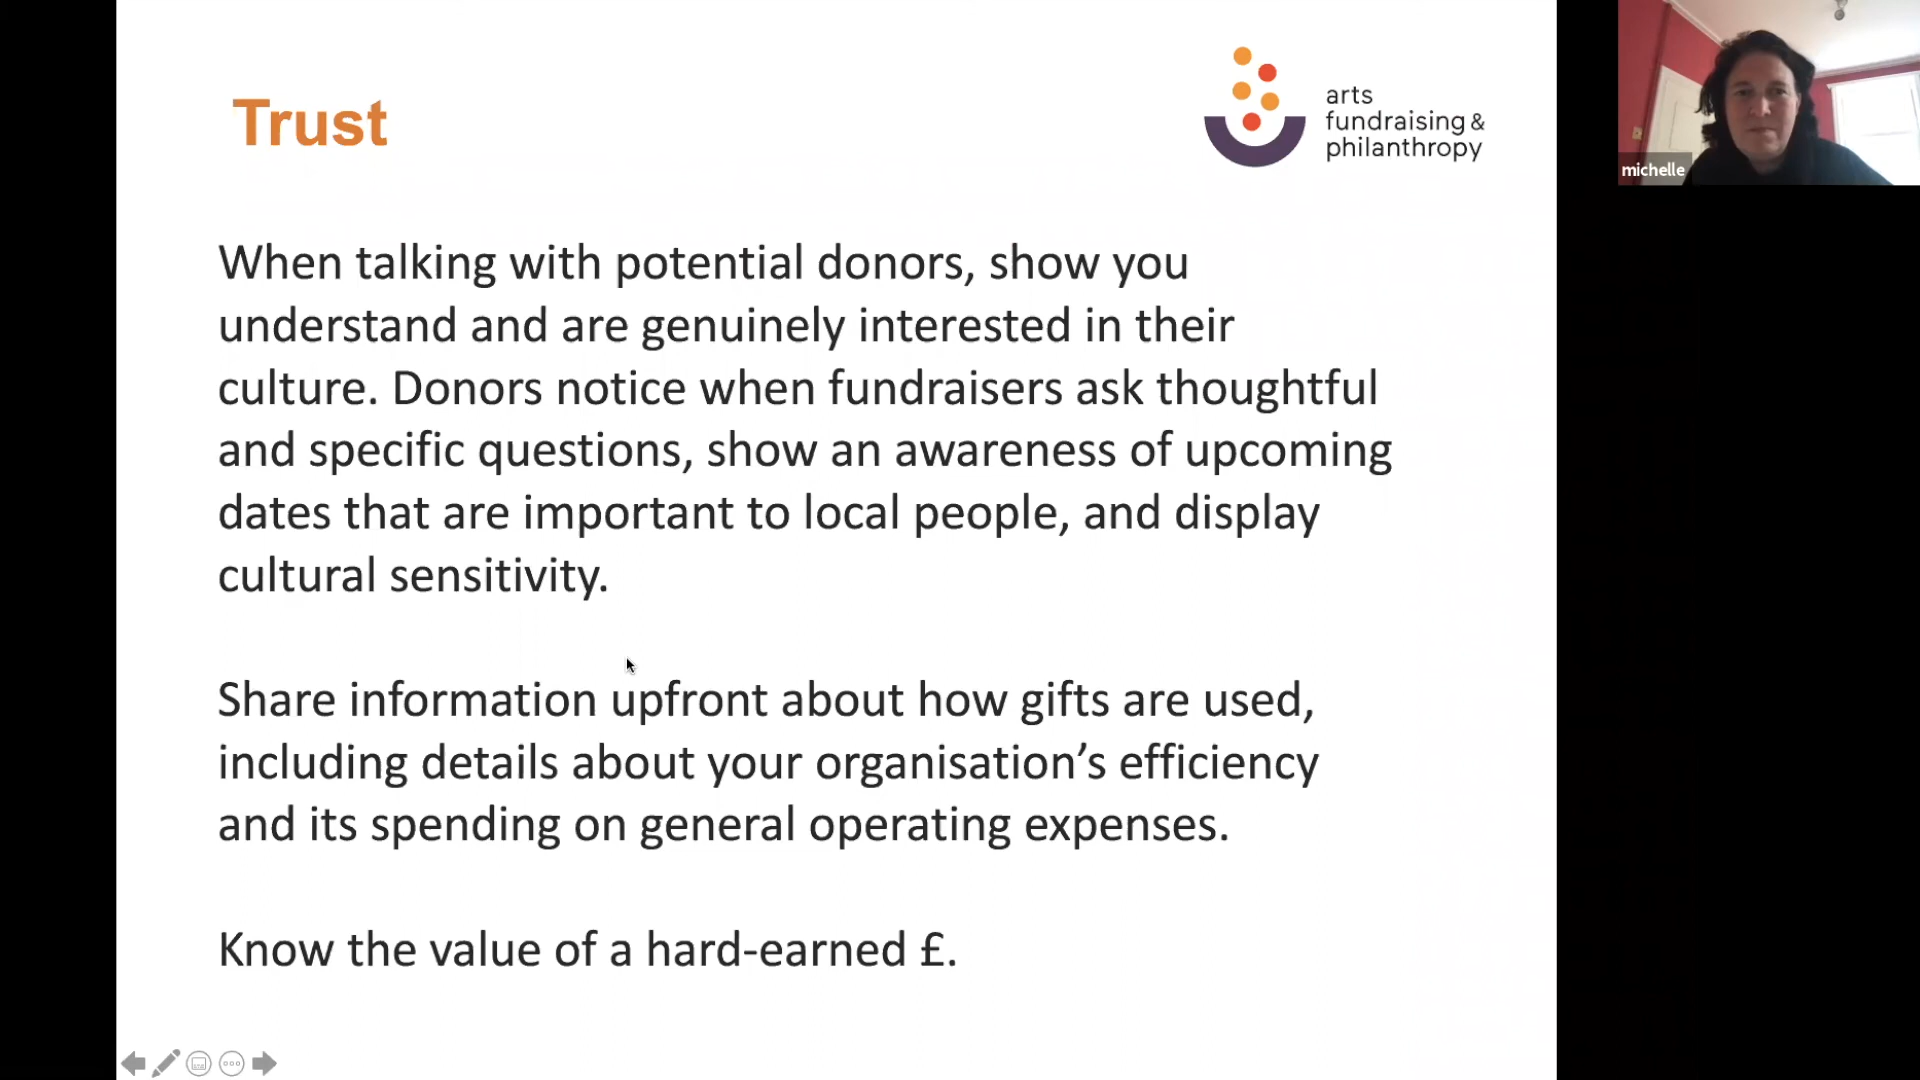 Trust
arts
fundraising &
philanthropy
michelle
When talking with potential donors, show you
understand and are genuinely interested in their
culture. Donors notice when fundraisers ask thoughtful
and specific questions, show an awareness of upcoming
dates that are important to local people, and display
cultural sensitivity.
Share information upfront about how gifts are used,
including details about your organisation’s efficiency
and its spending on general operating expenses.
Know the value of a hard-earned £.